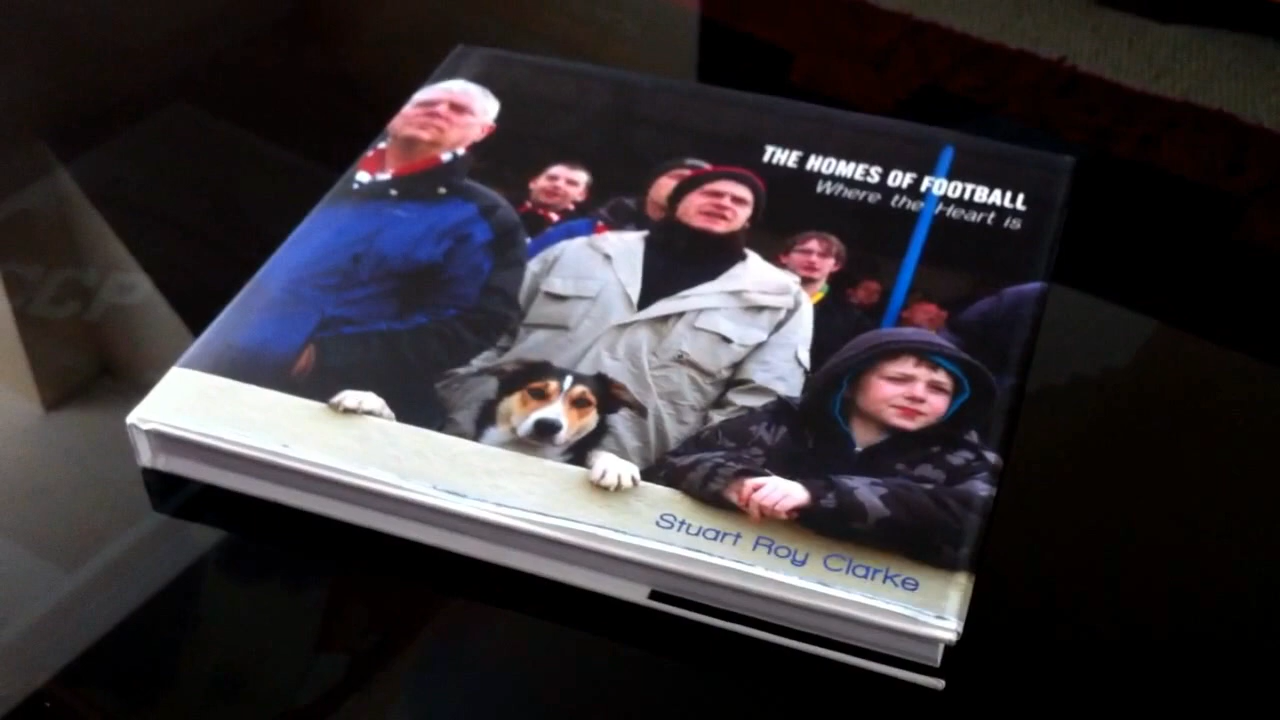 THE HOMES OF FOOTBALL
Where the Heart is
Stuart Roy Clarke